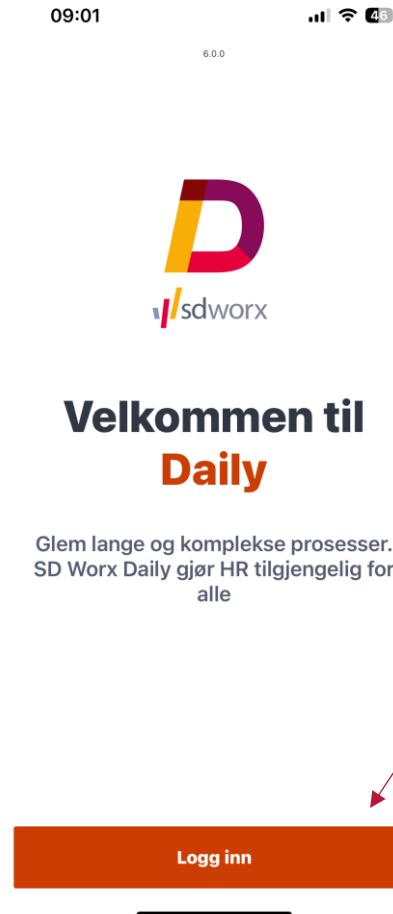 09:01
46
6.0.0
sdworx
Velkommen til
Daily
Glem lange og komplekse prosesser.
SD Worx Daily gjør HR tilgjengelig for
alle
Logg inn